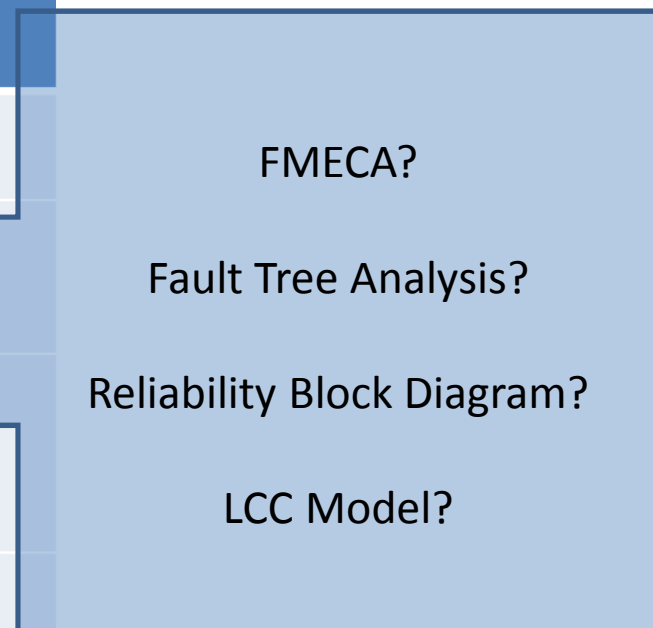 FMECA?
Fault Tree Analysis?
Reliability Block Diagram?
LCC Model?